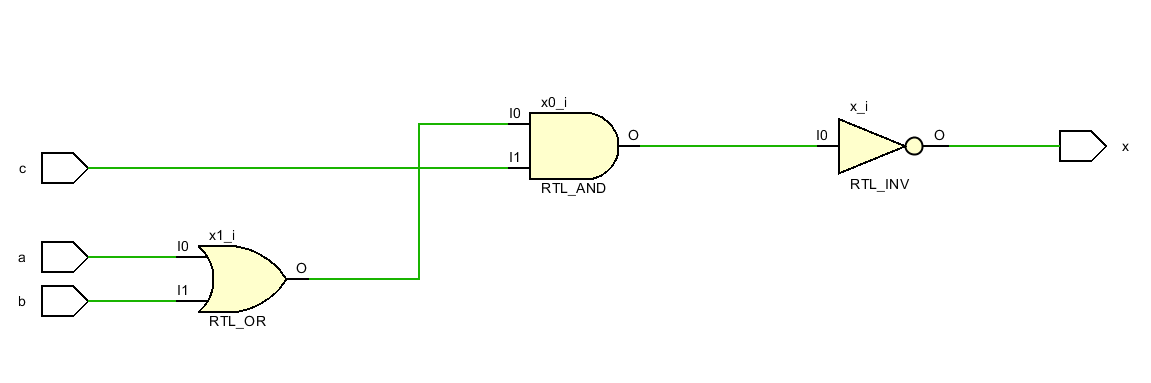 x0_i
x_i
I0
O
I0
O
x
I1
RTL_AND
RTL_INV
c
x1_i
a
I0
O
b
I1
RTL_OR